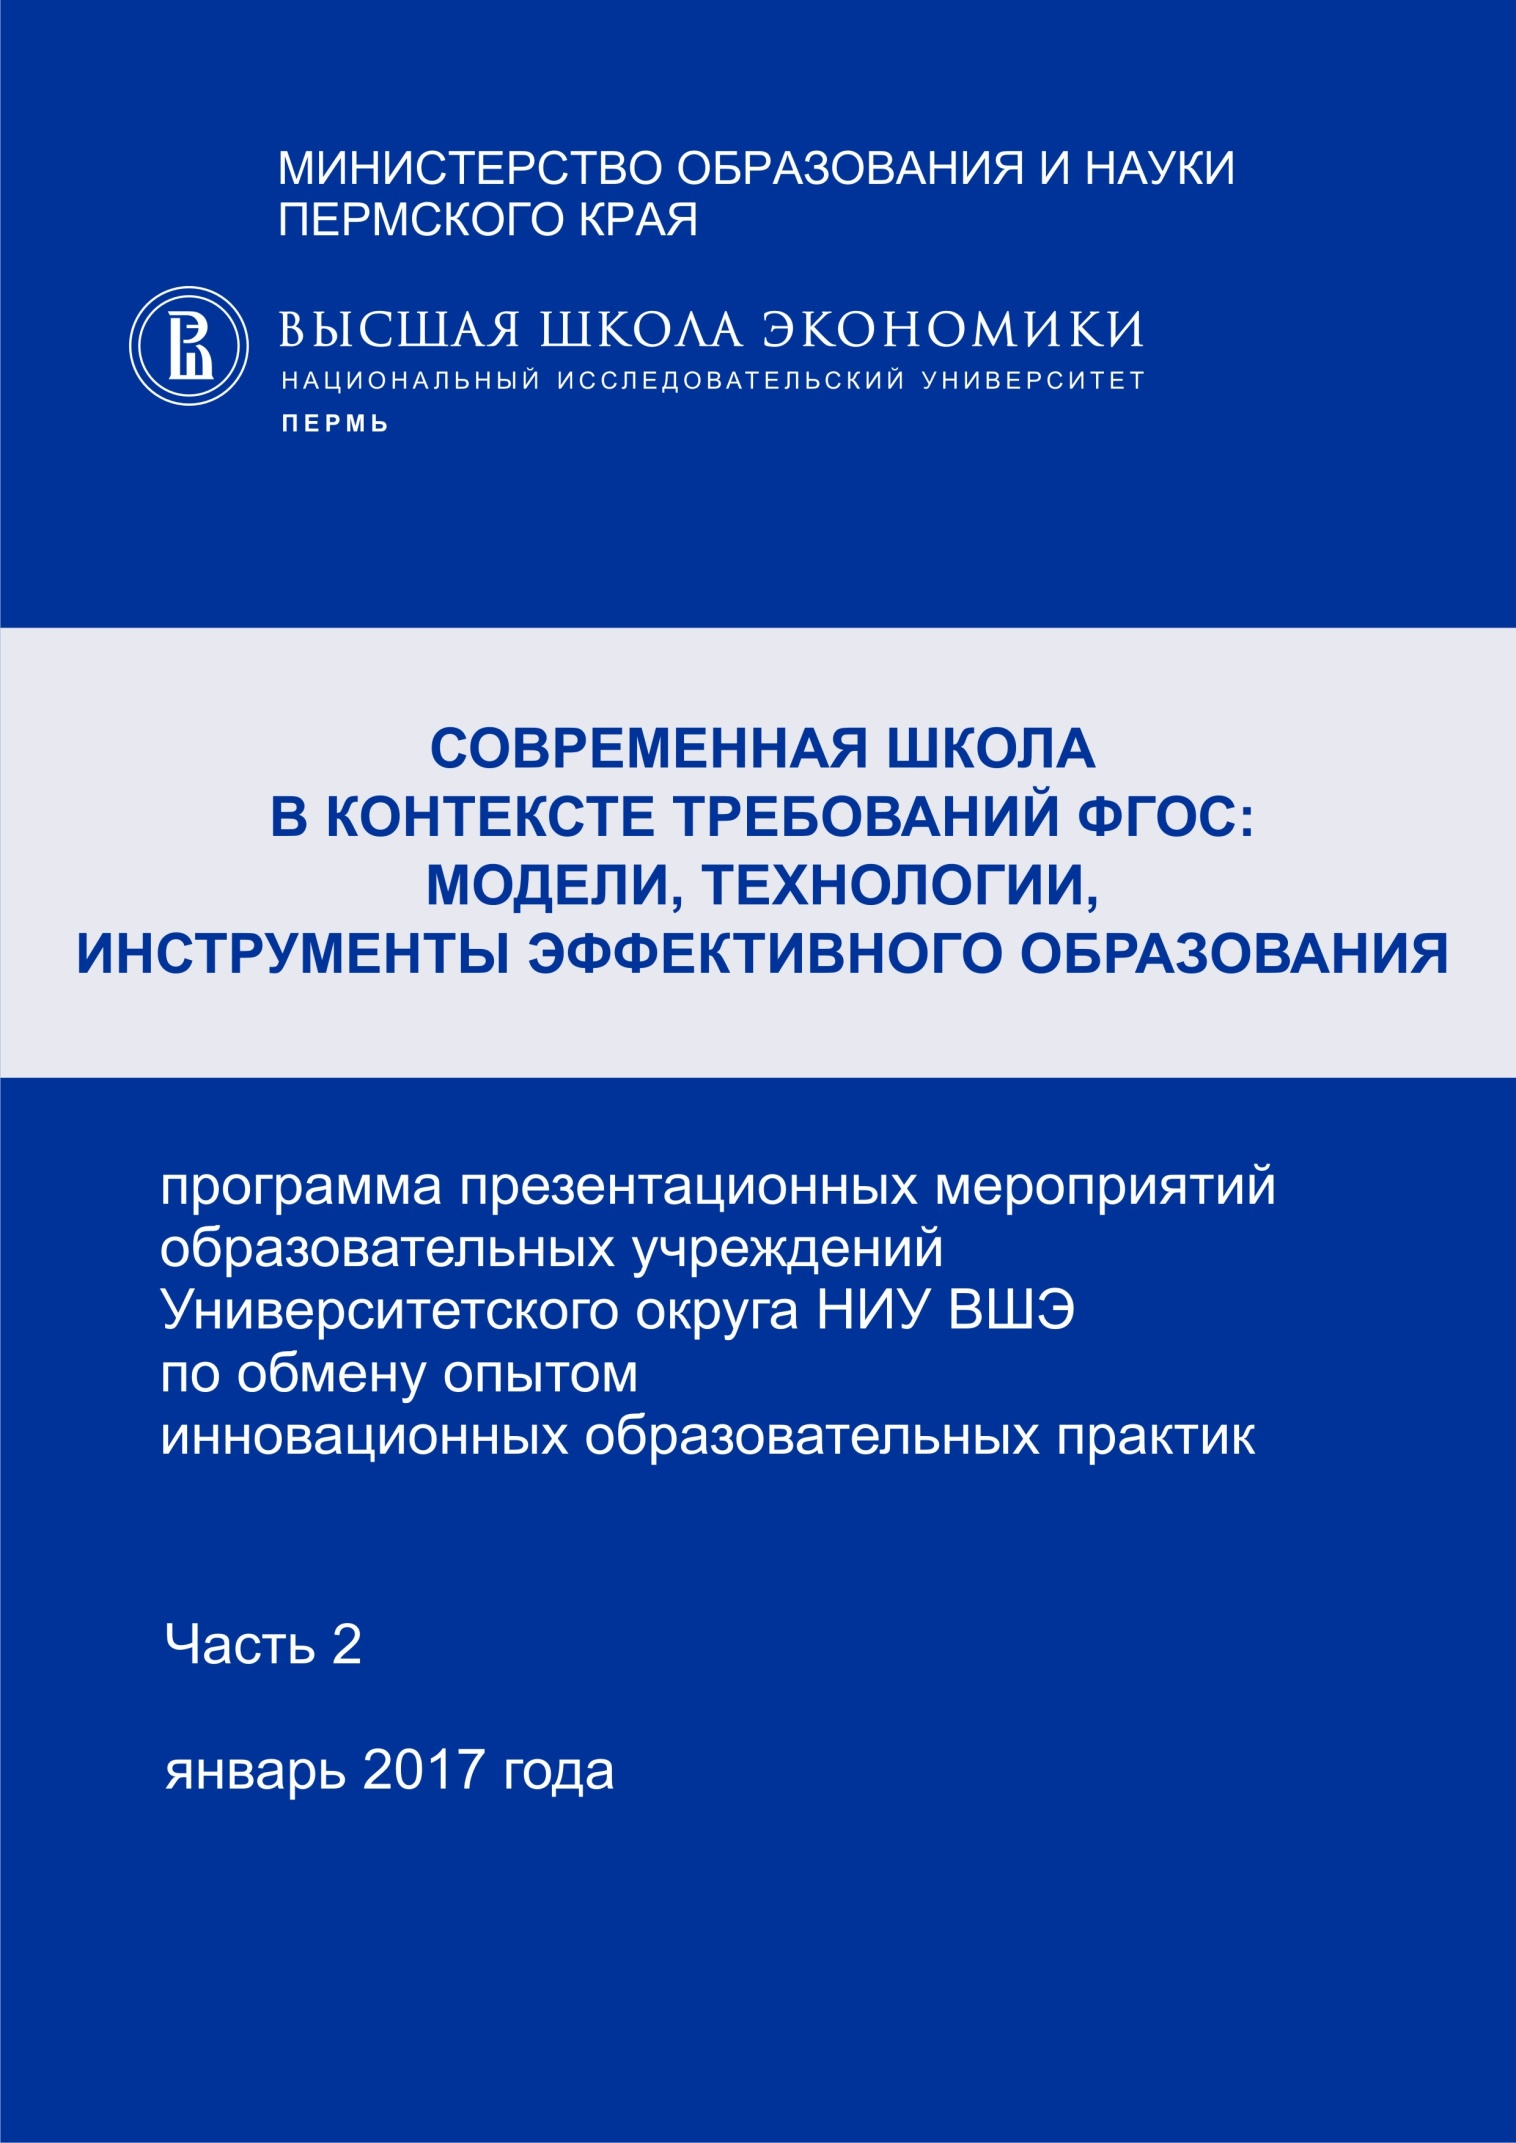 МИНИСТЕРСТВО ОБРАЗОВАНИЯ И НАУКИ
ПЕРМСКОГО КРАЯ
ВЫСШАЯ ШКОЛА ЭКОНОМИКИ
НАЦИОНАЛЬНЫЙ ИССЛЕДОВАТЕЛЬСКИЙ УНИВЕРСИТЕТ
ПЕРМЬ
СОВРЕМЕННАЯ ШКОЛА
В КОНТЕКСТЕ ТРЕБОВАНИЙ ФГОС:
МОДЕЛИ, ТЕХНОЛОГИИ,
ИНСТРУМЕНТЫ ЭФФЕКТИВНОГО ОБРАЗОВАНИЯ
программа презентационных мероприятий
образовательных учреждений
Университетского округа НИУ ВШЭ
по обмену опытом
инновационных образовательных практик
Часть 2
январь 2017 года